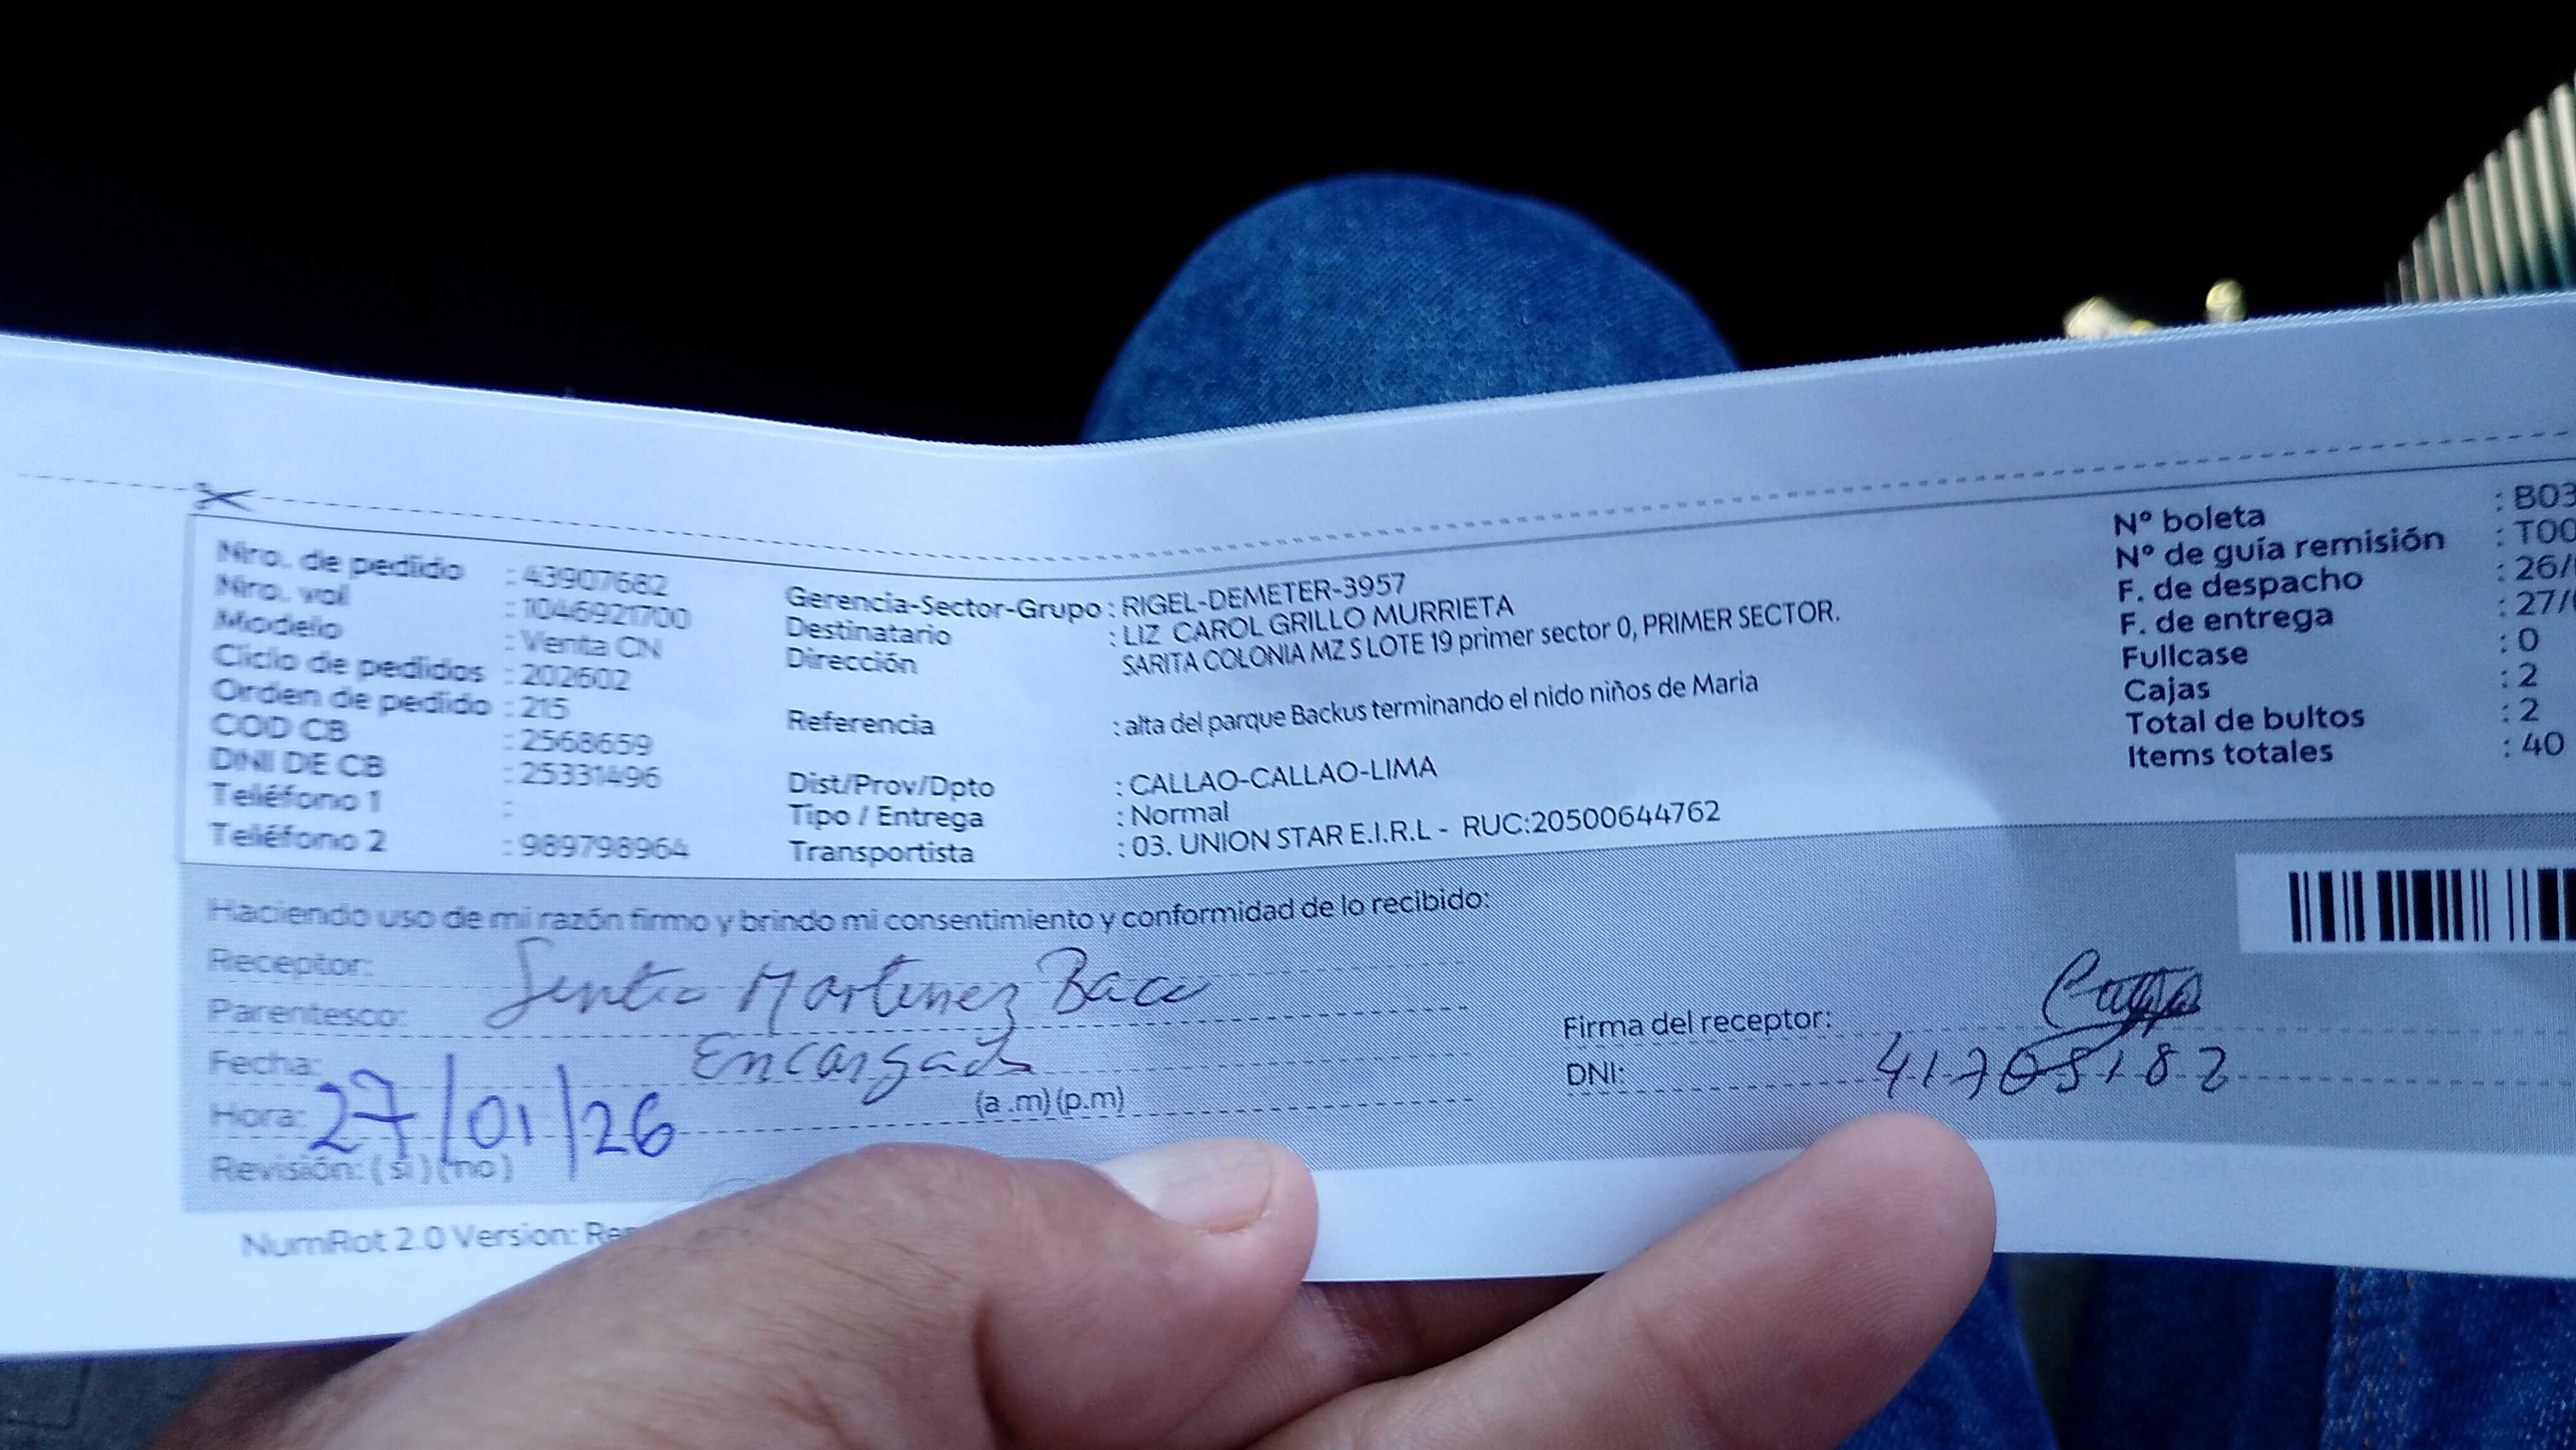 Nro. de pedido : 43907682
Nro. val : 1046921700
Modelo : Venta CN
Ciclo de pedidos : 202602
Orden de pedido : 215
COD CB : 2568659
DNI DE CB : 25331496
Teléfono 1 :
Teléfono 2 : 989798964
Gerencia-Sector-Grupo : RIGEL-DEMETER-3957
Destinatario : LIZ CAROL GRILLO MURRIETA
Dirección SARITA COLONIA MZ S LOTE 19 primer sector 0, PRIMER SECTOR.
Referencia : alta del parque Backus terminando el nido niños de Maria
Dist/Prov/Dpto : CALLAO-CALLAO-LIMA
Tipo / Entrega : Normal
Transportista : 03. UNION STAR E.I.R.L - RUC:20500644762
N° boleta : B03
N° de guía remisión : T00
F. de despacho : 26/
F. de entrega : 27/
Fullcase : 0
Cajas : 2
Total de bultos : 2
Items totales : 40
Haciendo uso de mi razón firmo y brindo mi consentimiento y conformidad de lo recibido:
Receptor: Martinez
Parentesco: Encargado
Fecha: 27/01/26
Hora: (a .m) (p.m)
Revisión: ( si ) ( no )
Firma del receptor:
DNI: 41705182
NumRot 2.0 Version: